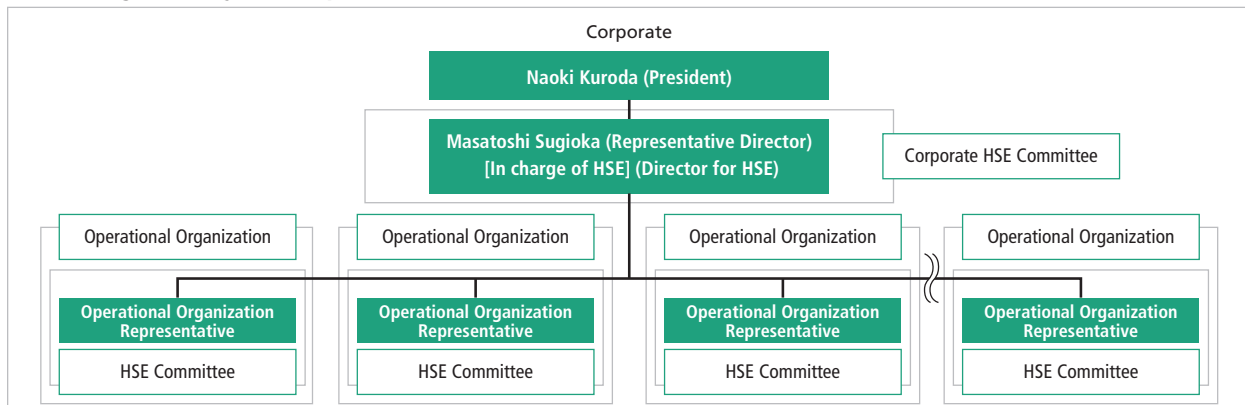 Corporate
Naoki Kuroda (President)
Masatoshi Sugioka (Representative Director)
[In charge of HSE] (Director for HSE)
Corporate HSE Committee
Operational Organization
Operational Organization
Operational Organization
Operational Organization
Operational Organization
Representative
Operational Organization
Representative
Operational Organization
Representative
Operational Organization
Representative
HSE Committee
HSE Committee
HSE Committee
HSE Committee